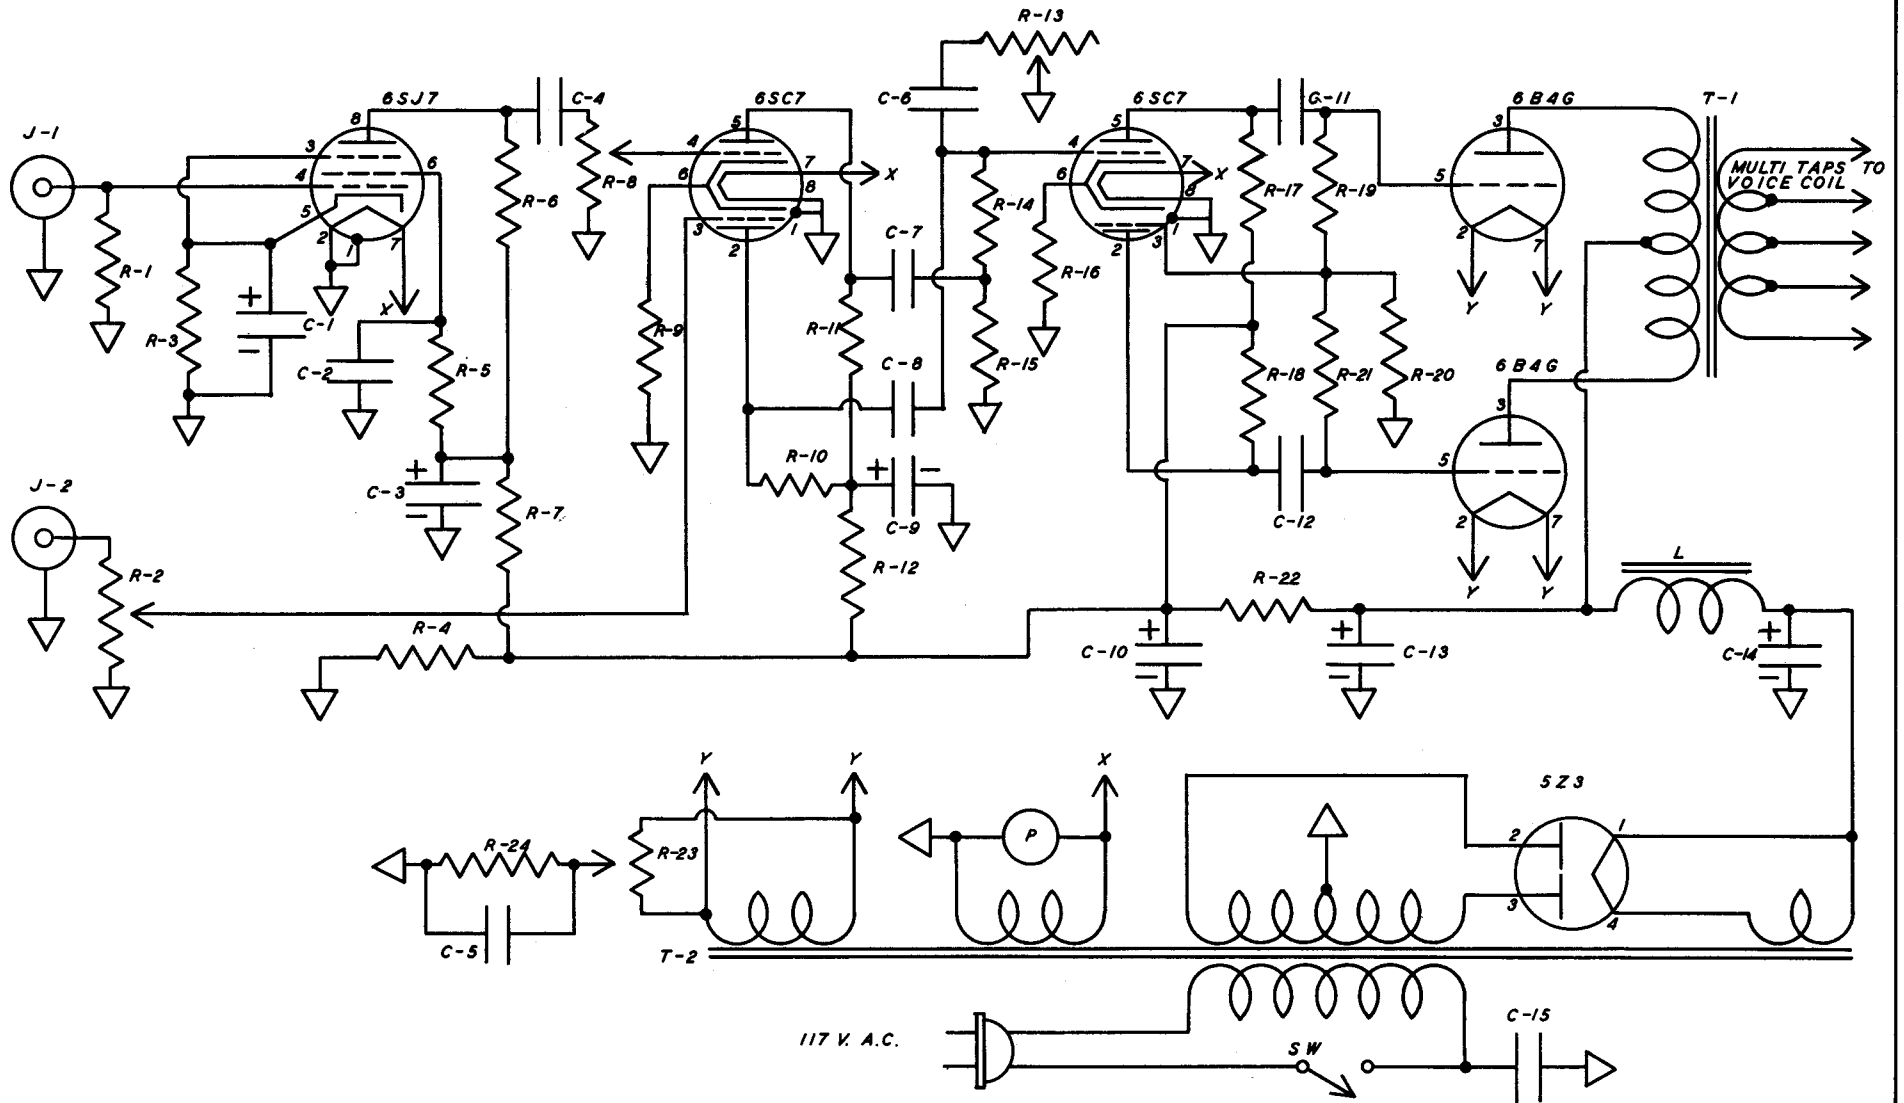 R-13
6SJ7
C-4
6SC7
C-6
6SC7
C-11
6B4G
T-1
J-1
8
3
6
4
5
2
1
7
X
R-1
R-3
+
C-1
-
C-2
R-5
R-6
R-8
5
4
7
6
8
3
1
2
X
R-9
C-7
R-14
R-11
C-8
R-15
5
4
7
6
8
3
1
2
X
R-16
R-17
R-19
R-18
R-21
R-20
3
5
2
7
Y
Y
MULTI TAPS TO
VOICE COIL
6B4G
3
5
2
7
Y
Y
J-2
+
C-3
-
R-7
R-10
+
-
C-9
C-12
R-2
R-12
R-22
L
R-4
+
C-10
-
+
C-13
-
+
C-14
-
Y
Y
X
5Z3
R-24
R-23
P
2
1
3
4
C-5
T-2
117 V. A.C.
SW
C-15